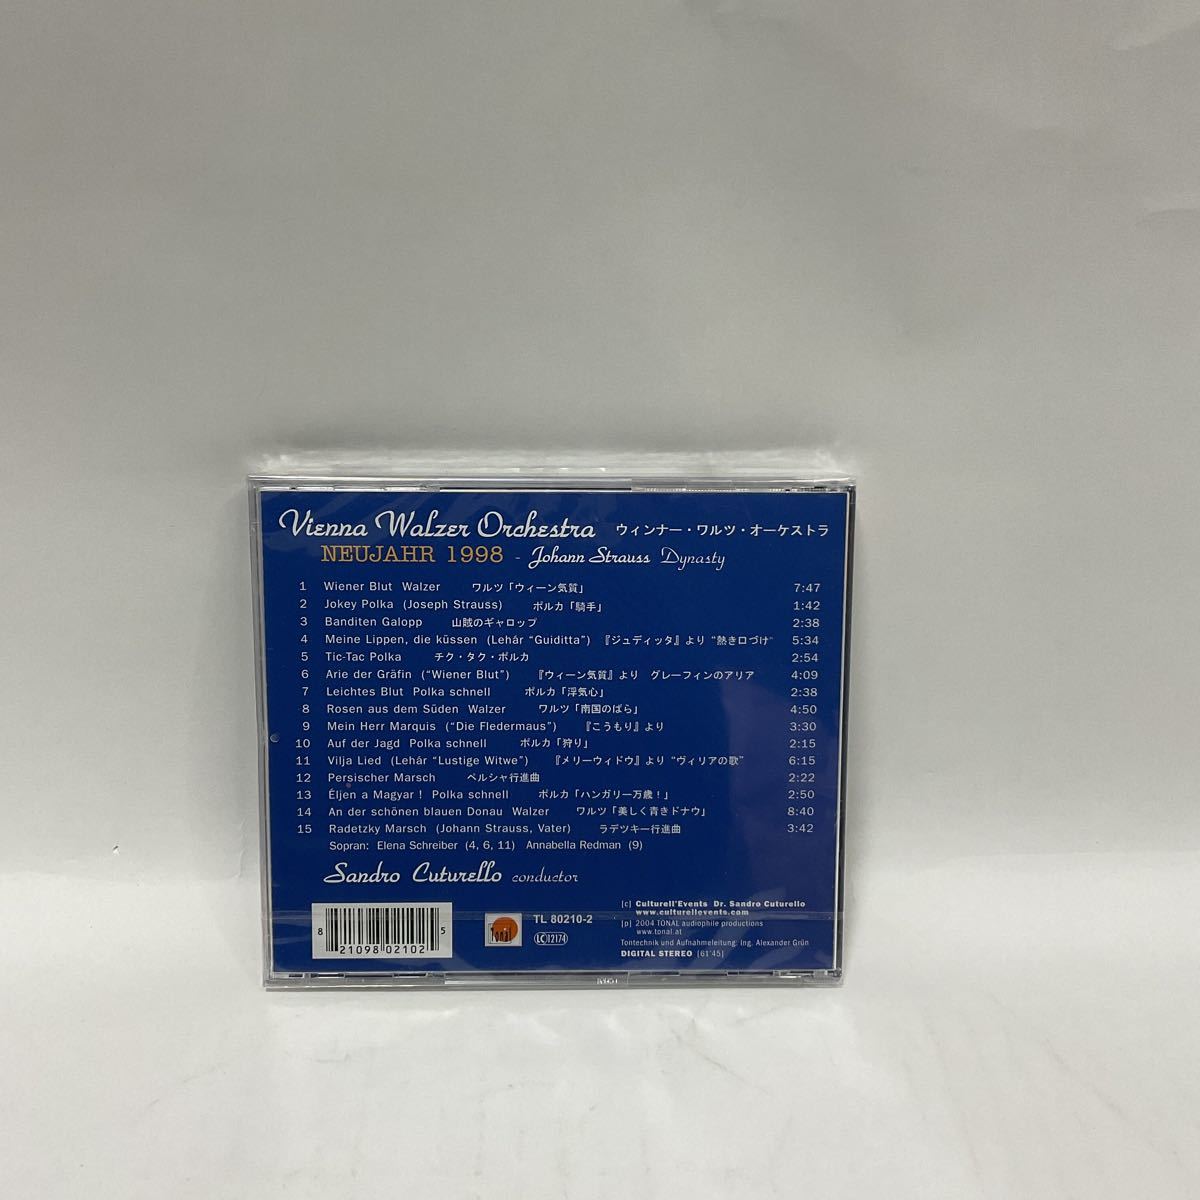 Vienna Walzer Orchestra ウィンナー・ワルツ・オーケストラ
NEUJAHR 1998 - Johann Strauss Dynasty
1 Wiener Blut Walzer ワルツ「ウィーン気質」 7:47
2 Jokey Polka (Joseph Strauss) ポルカ「騎手」 1:42
3 Banditen Galopp 山賊のギャロップ 2:38
4 Meine Lippen, die küssen (Lehár “Guiditta”) 『ジュディッタ』より “熱き口づけ” 5:34
5 Tic-Tac Polka チク・タク・ポルカ 2:54
6 Arie der Gräfin (“Wiener Blut”) 『ウィーン気質』より グレーフィンのアリア 4:09
7 Leichtes Blut Polka schnell ポルカ「浮気心」 2:38
8 Rosen aus dem Süden Walzer ワルツ「南国のばら」 4:50
9 Mein Herr Marquis (“Die Fledermaus”) 『こうもり』より 3:30
10 Auf der Jagd Polka schnell ポルカ「狩り」 2:15
11 Vilja Lied (Lehár “Lustige Witwe”) 『メリーウィドウ』より “ヴィリアの歌” 6:15
12 Persischer Marsch ペルシャ行進曲 2:22
13 Éljen a Magyar ! Polka schnell ポルカ「ハンガリー万歳！」 2:50
14 An der schönen blauen Donau Walzer ワルツ「美しく青きドナウ」 8:40
15 Radetzky Marsch (Johann Strauss, Vater) ラデツキー行進曲 3:42
Sopran: Elena Schreiber (4, 6, 11) Annabella Redman (9)
Sandro Cuturello conductor
8 21098 02102 5
Tonal
TL 80210-2
LC 12174
[c] Culturell'Events Dr. Sandro Cuturello
www.culturellevents.com
[p] 2004 TONAL audiophile productions
www.tonal.at
Tontechnik und Aufnahmeleitung: Ing. Alexander Grün
DIGITAL STEREO [61'45]